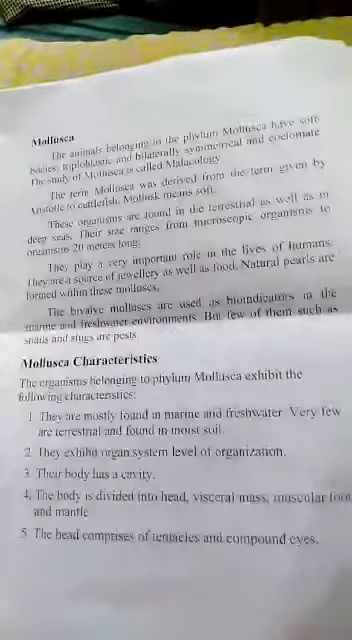 Mollusca
The animals belonging to the phylum Mollusca have soft
bodies, triploblastic and bilaterally symmetrical and coelomate
The study of Mollusca is called Malacology
The term Mollusca was derived from the term given by
Aristotle to cuttlefish. Mollusk means soft.
These organisms are found in the terrestrial as well as in
deep seas. Their size ranges from microscopic organisms to
organisms 20 meters long.
They play a very important role in the lives of humans.
They are a source of jewellery as well as food. Natural pearls are
formed within these molluscs.
The bivalve molluscs are used as bioindicators in the
marine and freshwater environments. But few of them such as
snails and slugs are pests.
Mollusca Characteristics
The organisms belonging to phylum Mollusca exhibit the
following characteristics:
1. They are mostly found in marine and freshwater. Very few
are terrestrial and found in moist soil.
2. They exhibit organ system level of organization.
3. Their body has a cavity.
4. The body is divided into head, visceral mass, muscular foot
and mantle
5. The head comprises of tentacles and compound eyes.